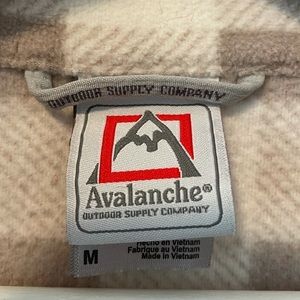 OUTDOOR SUPPLY COMPANY
Avalanche®
OUTDOOR SUPPLY COMPANY
M
Hecho en Vietnam
Fabriqué au Vietnam
Made in Vietnam